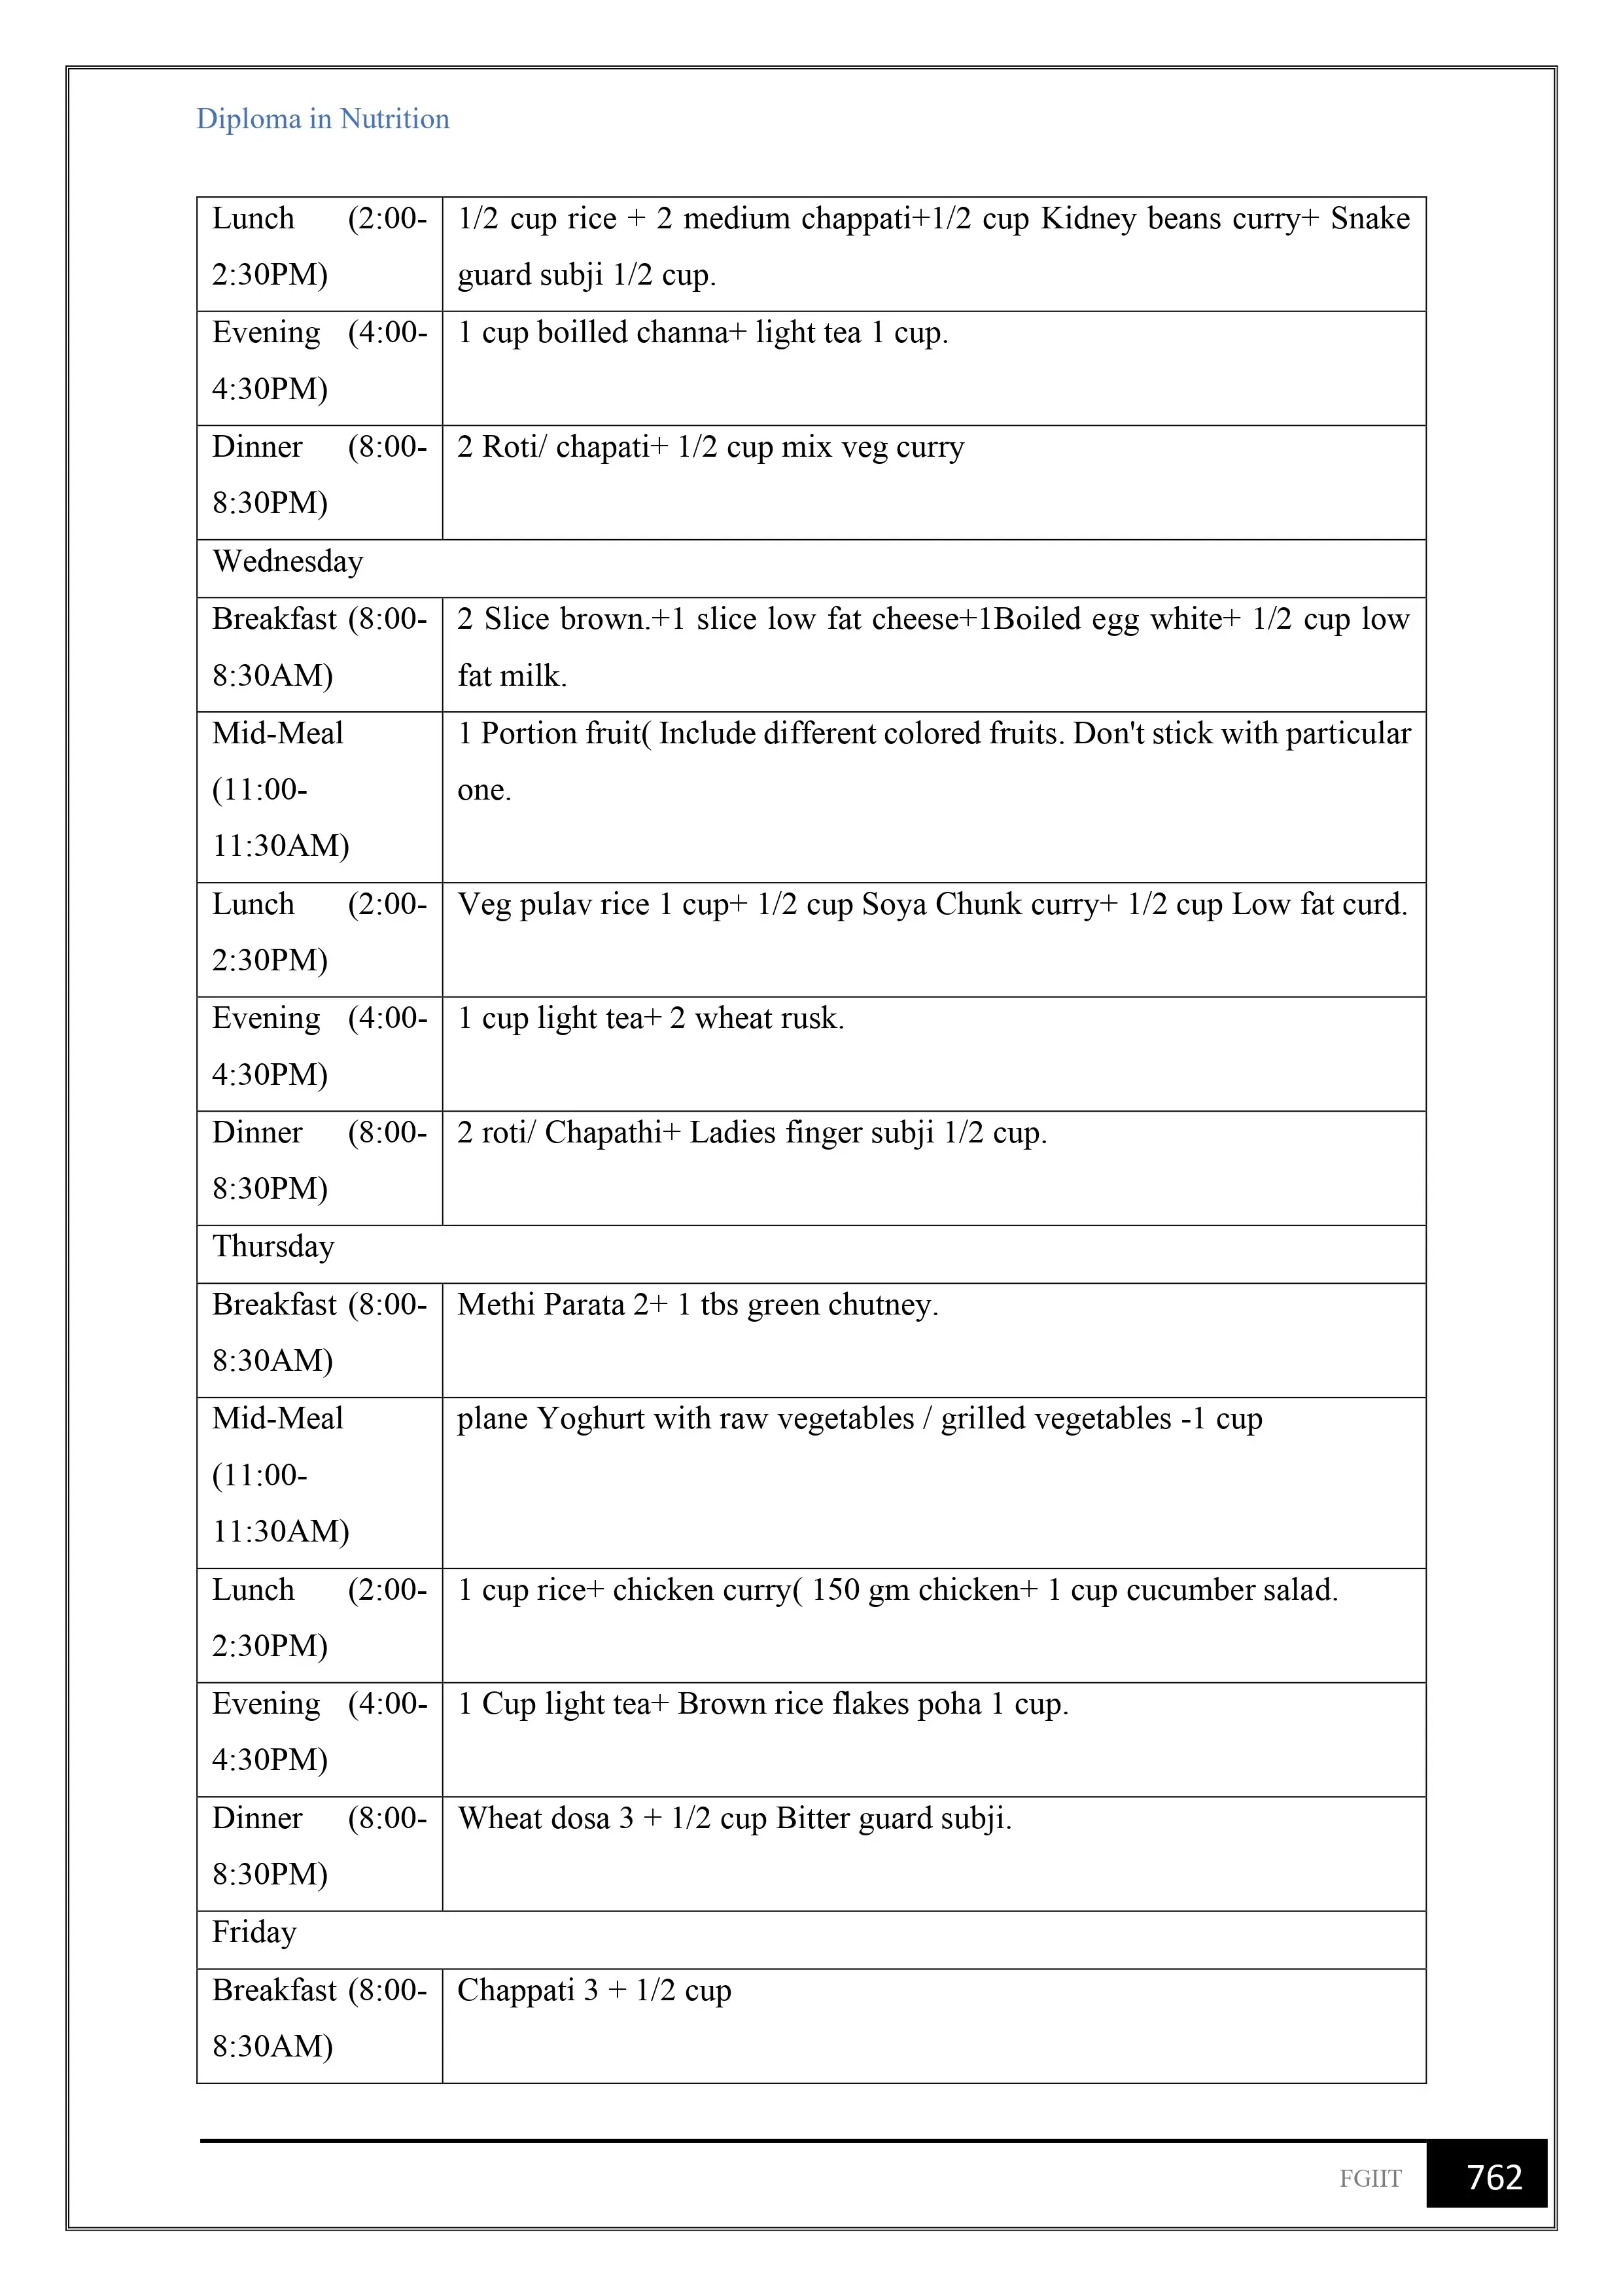 Diploma in Nutrition
Lunch (2:00-
2:30PM)
1/2 cup rice + 2 medium chappati+1/2 cup Kidney beans curry+ Snake
guard subji 1/2 cup.
Evening (4:00-
4:30PM)
1 cup boilled channa+ light tea 1 cup.
Dinner (8:00-
8:30PM)
2 Roti/ chapati+ 1/2 cup mix veg curry
Wednesday
Breakfast (8:00-
8:30AM)
2 Slice brown.+1 slice low fat cheese+1Boiled egg white+ 1/2 cup low
fat milk.
Mid-Meal
(11:00-
11:30AM)
1 Portion fruit( Include different colored fruits. Don't stick with particular
one.
Lunch (2:00-
2:30PM)
Veg pulav rice 1 cup+ 1/2 cup Soya Chunk curry+ 1/2 cup Low fat curd.
Evening (4:00-
4:30PM)
1 cup light tea+ 2 wheat rusk.
Dinner (8:00-
8:30PM)
2 roti/ Chapathi+ Ladies finger subji 1/2 cup.
Thursday
Breakfast (8:00-
8:30AM)
Methi Parata 2+ 1 tbs green chutney.
Mid-Meal
(11:00-
11:30AM)
plane Yoghurt with raw vegetables / grilled vegetables -1 cup
Lunch (2:00-
2:30PM)
1 cup rice+ chicken curry( 150 gm chicken+ 1 cup cucumber salad.
Evening (4:00-
4:30PM)
1 Cup light tea+ Brown rice flakes poha 1 cup.
Dinner (8:00-
8:30PM)
Wheat dosa 3 + 1/2 cup Bitter guard subji.
Friday
Breakfast (8:00-
8:30AM)
Chappati 3 + 1/2 cup
FGIIT 762